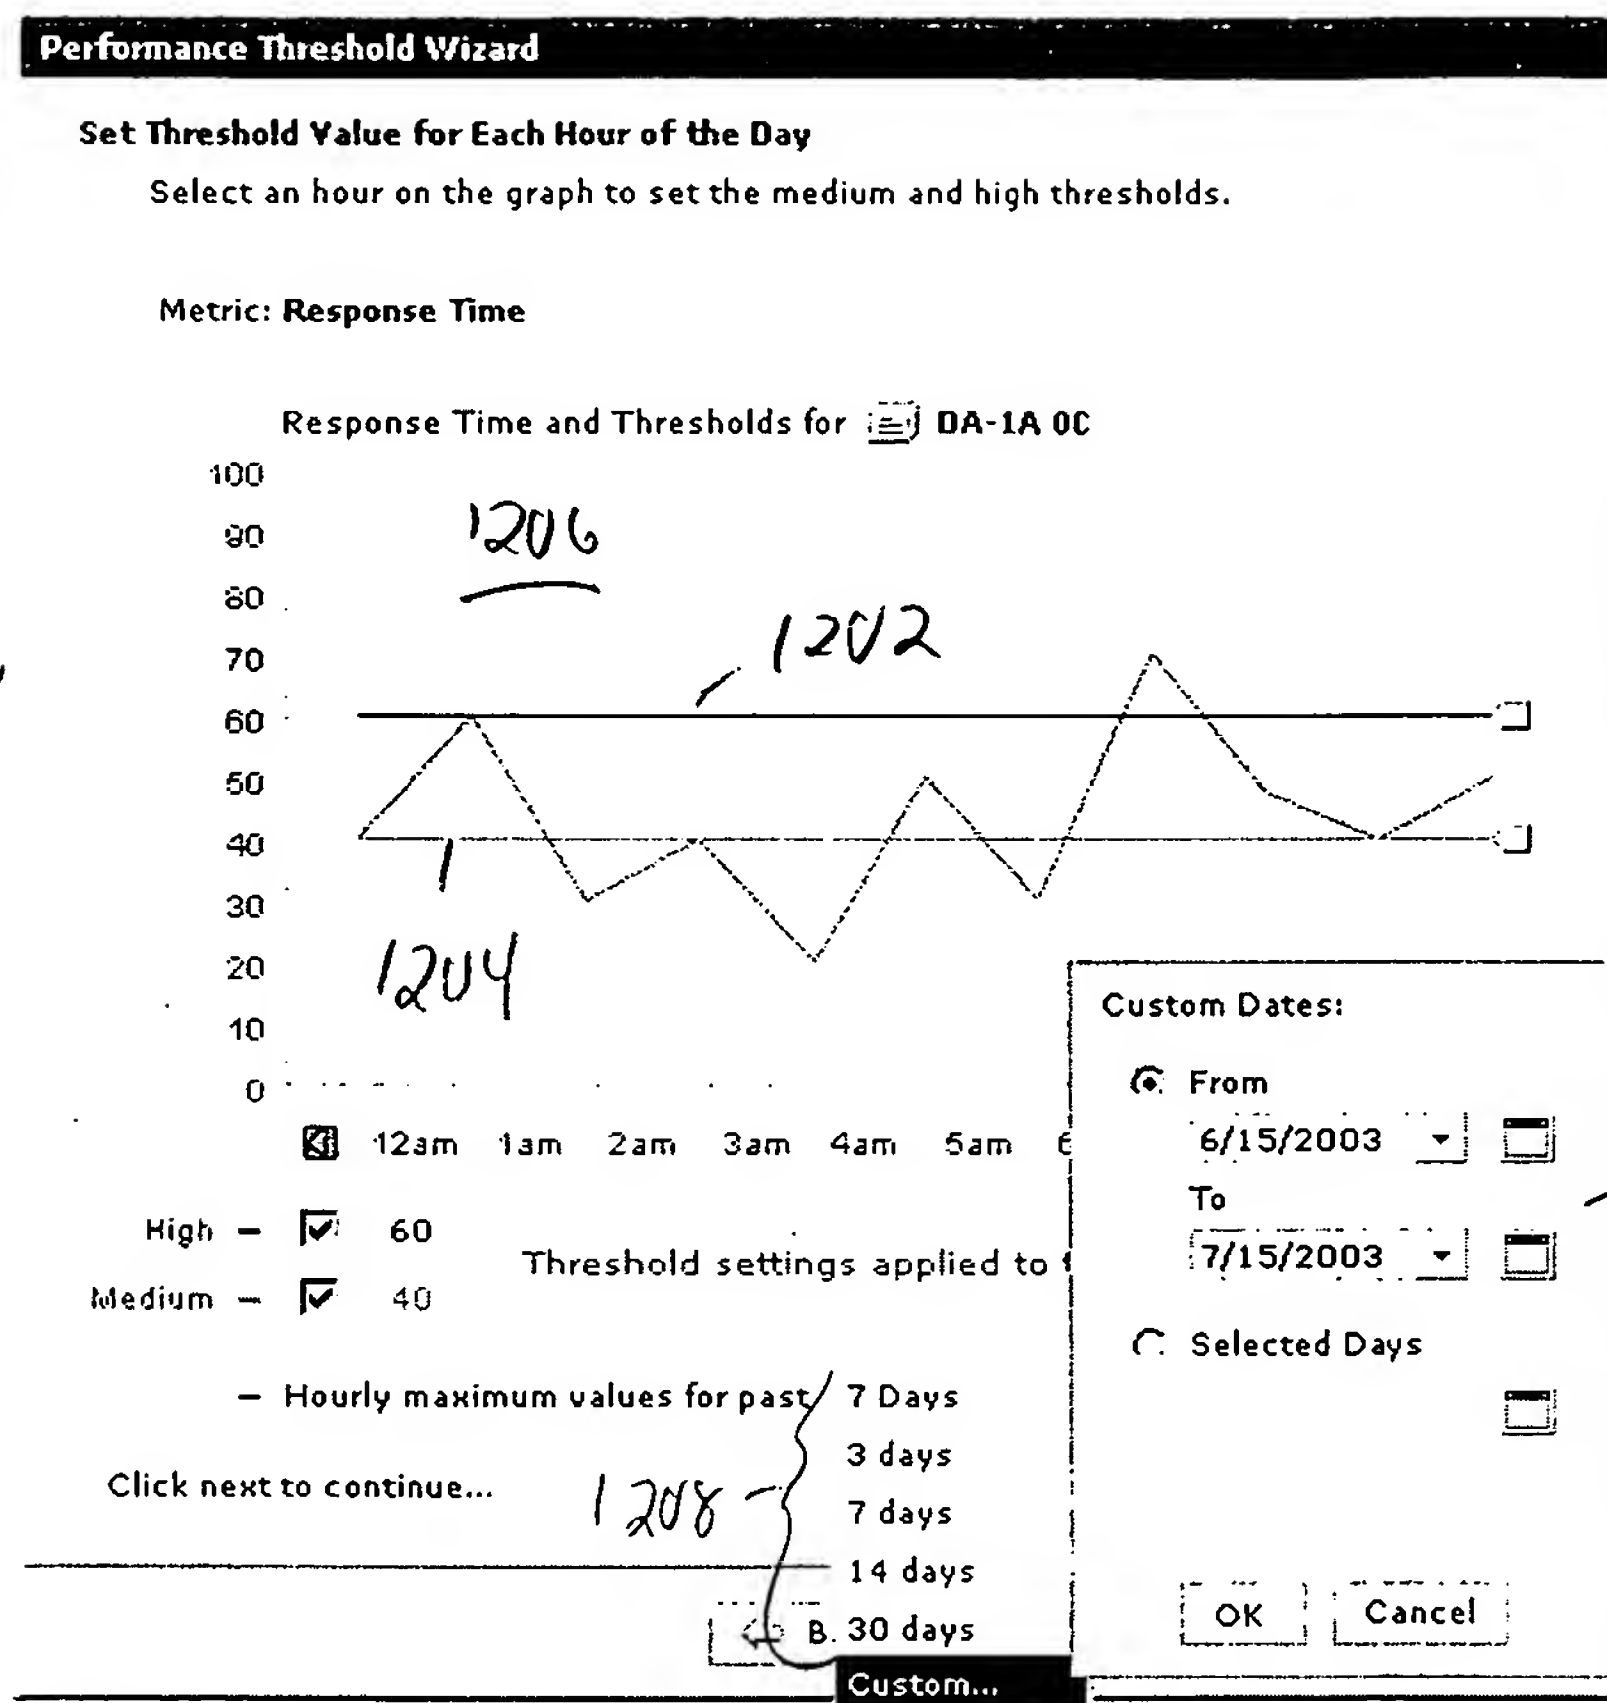 Performance Threshold Wizard
Set Threshold Value for Each Hour of the Day
Select an hour on the graph to set the medium and high thresholds.
Metric: Response Time
Response Time and Thresholds for DA-1A 0C
100
90
80
70
60
50
40
30
20
10
0
1206
1202
1204
12am 1am 2am 3am 4am 5am 6
High – 60
Medium – 40
Threshold settings applied to
– Hourly maximum values for past 7 Days
3 days
7 days
14 days
30 days
Custom...
Click next to continue...
1208
B.
Custom Dates:
From
6/15/2003
To
7/15/2003
Selected Days
OK Cancel